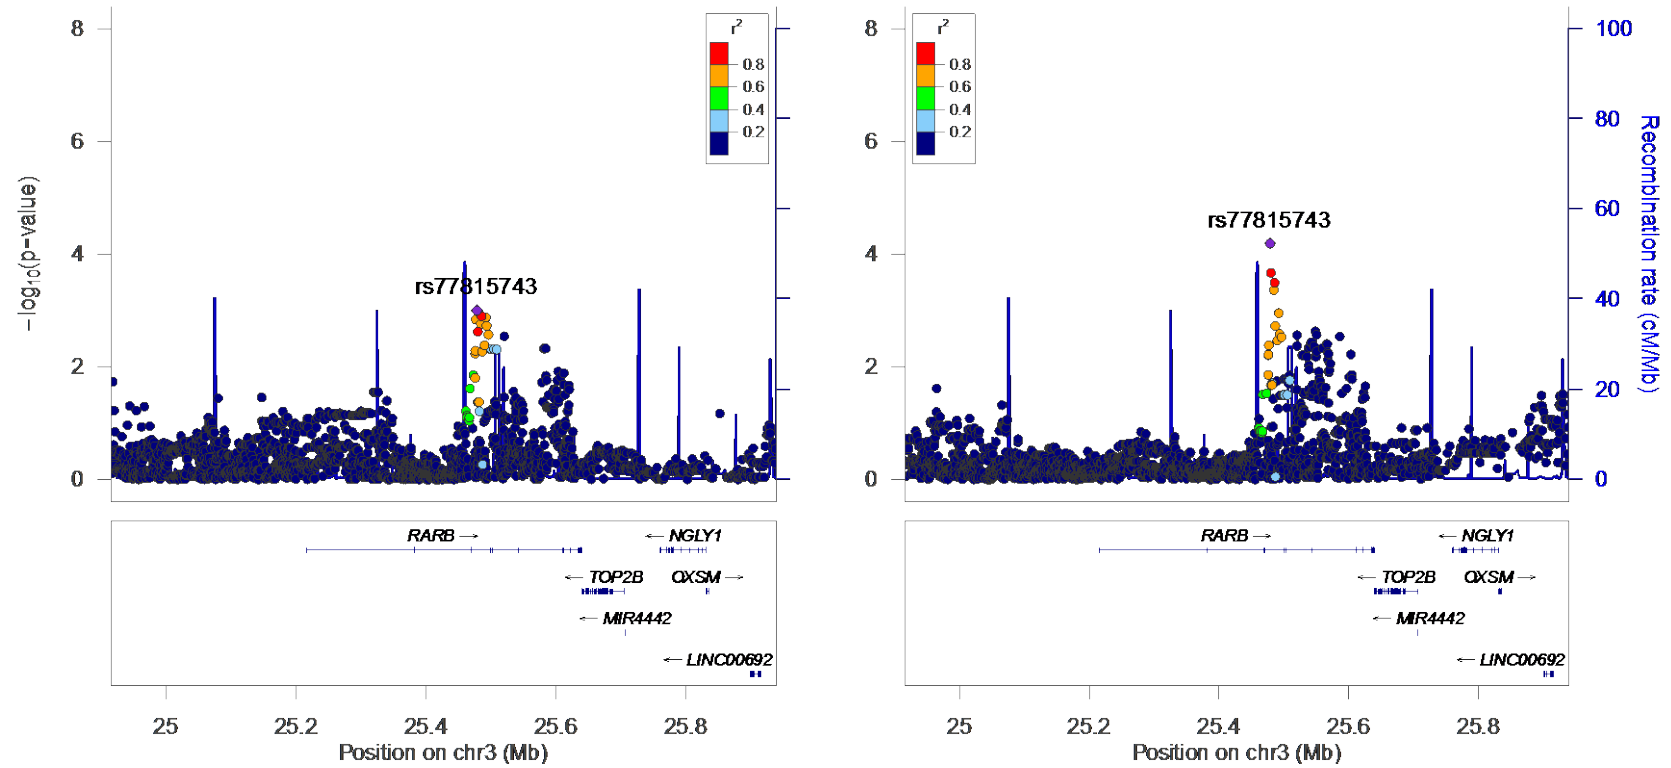 8
6
4
2
0
−log₁₀(p−value)
rs77815743
r²
0.8
0.6
0.4
0.2
RARB →
← NGLY1
← TOP2B
OXSM →
← MIR4442
← LINC00692
25
25.2
25.4
25.6
25.8
Position on chr3 (Mb)
8
6
4
2
0
rs77815743
r²
0.8
0.6
0.4
0.2
100
80
60
40
20
0
Recombination rate (cM/Mb)
RARB →
← NGLY1
← TOP2B
OXSM →
← MIR4442
← LINC00692
25
25.2
25.4
25.6
25.8
Position on chr3 (Mb)